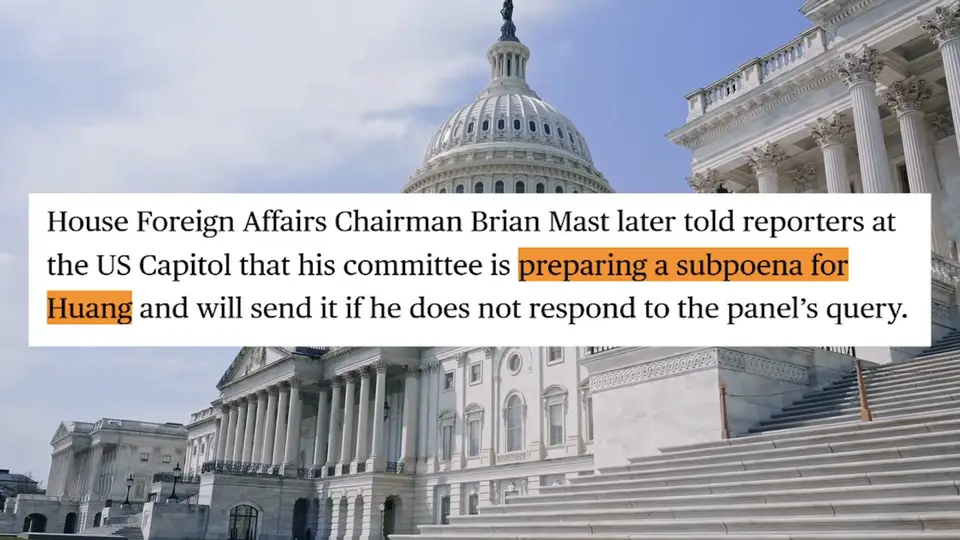 House Foreign Affairs Chairman Brian Mast later told reporters at
the US Capitol that his committee is preparing a subpoena for
Huang and will send it if he does not respond to the panel’s query.